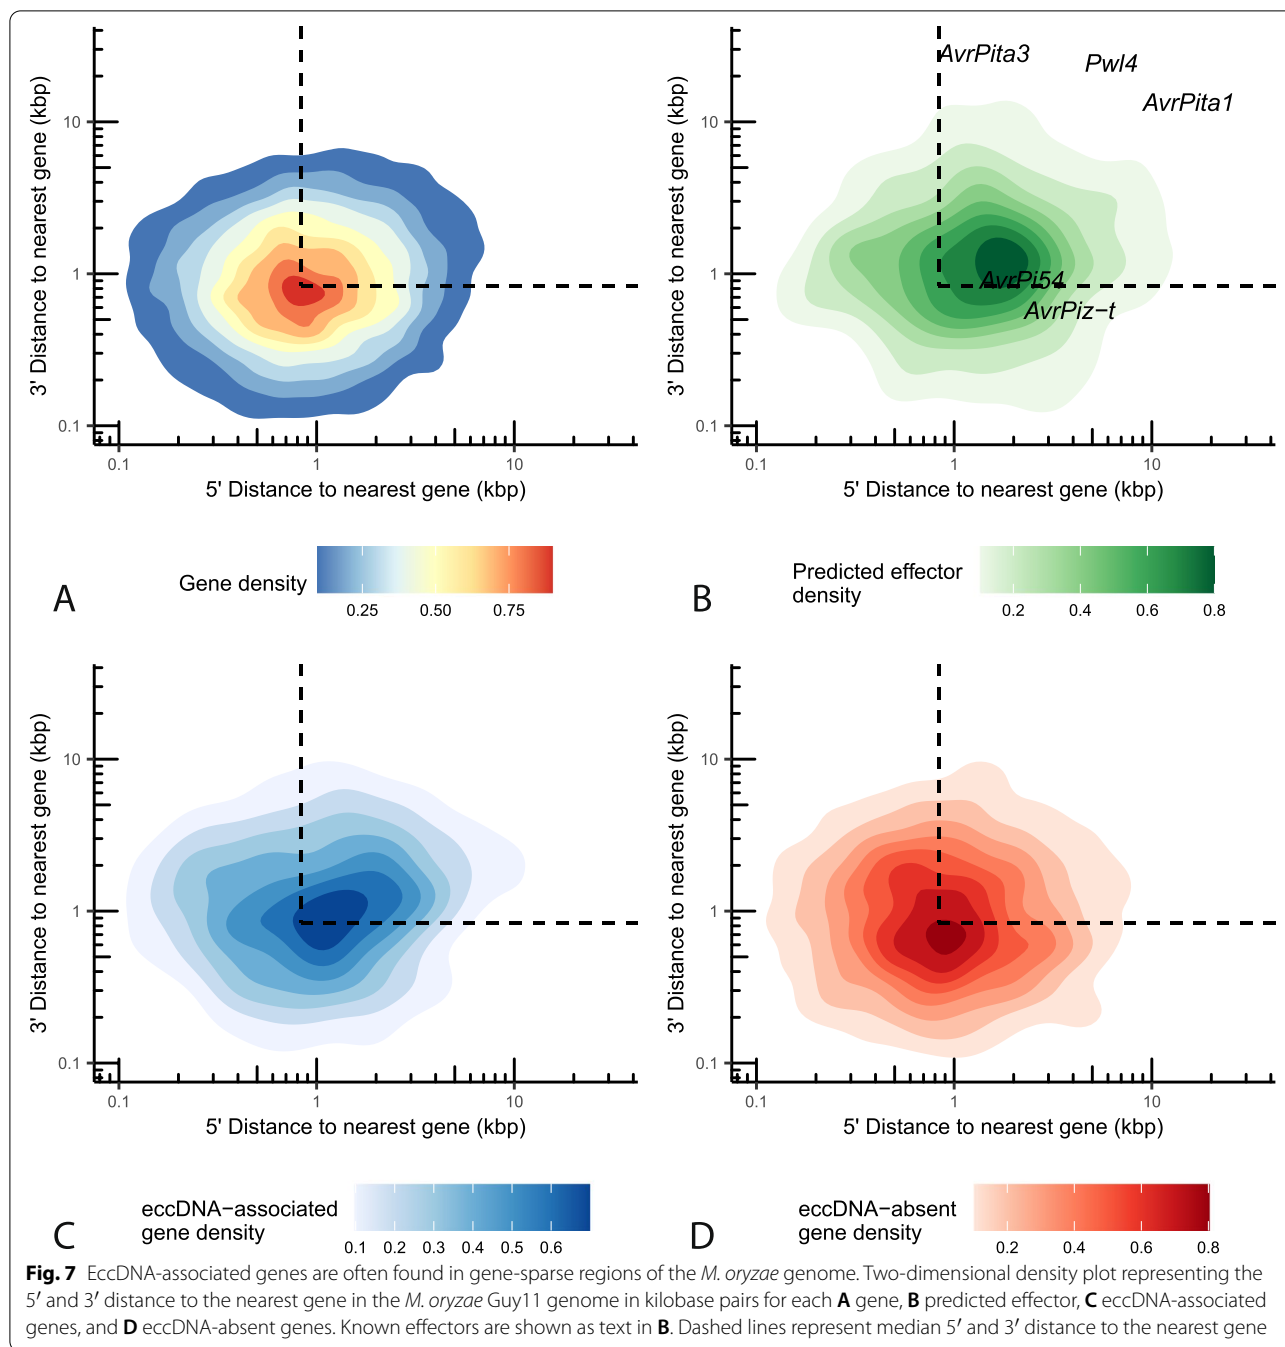 3' Distance to nearest gene (kbp)
10
1
0.1
0.1 1 10
5' Distance to nearest gene (kbp)
A
Gene density
0.25 0.50 0.75
3' Distance to nearest gene (kbp)
10
1
0.1
AvrPita3
Pwl4
AvrPita1
AvrPi54
AvrPiz−t
0.1 1 10
5' Distance to nearest gene (kbp)
B
Predicted effector
density
0.2 0.4 0.6 0.8
3' Distance to nearest gene (kbp)
10
1
0.1
0.1 1 10
5' Distance to nearest gene (kbp)
C
eccDNA−associated
gene density
0.1 0.2 0.3 0.4 0.5 0.6
3' Distance to nearest gene (kbp)
10
1
0.1
0.1 1 10
5' Distance to nearest gene (kbp)
D
eccDNA−absent
gene density
0.2 0.4 0.6 0.8
Fig. 7 EccDNA-associated genes are often found in gene-sparse regions of the M. oryzae genome. Two-dimensional density plot representing the
5′ and 3′ distance to the nearest gene in the M. oryzae Guy11 genome in kilobase pairs for each A gene, B predicted effector, C eccDNA-associated
genes, and D eccDNA-absent genes. Known effectors are shown as text in B. Dashed lines represent median 5′ and 3′ distance to the nearest gene